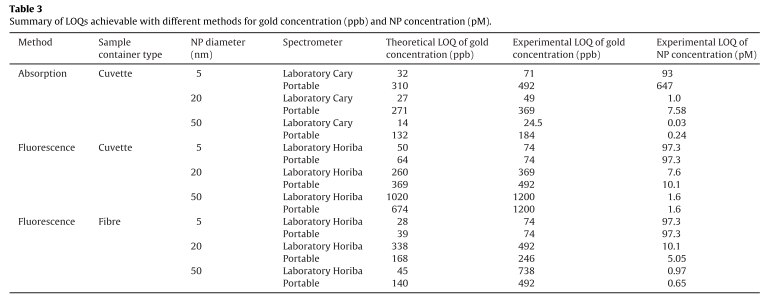 Table 3
Summary of LOQs achievable with different methods for gold concentration (ppb) and NP concentration (pM).
Method Sample container type NP diameter (nm) Spectrometer Theoretical LOQ of gold concentration (ppb) Experimental LOQ of gold concentration (ppb) Experimental LOQ of NP concentration (pM)
Absorption Cuvette 5 Laboratory Cary 32 71 93
Portable 310 492 647
20 Laboratory Cary 27 49 1.0
Portable 271 369 7.58
50 Laboratory Cary 14 24.5 0.03
Portable 132 184 0.24
Fluorescence Cuvette 5 Laboratory Horiba 50 74 97.3
Portable 64 74 97.3
20 Laboratory Horiba 260 369 7.6
Portable 369 492 10.1
50 Laboratory Horiba 1020 1200 1.6
Portable 674 1200 1.6
Fluorescence Fibre 5 Laboratory Horiba 28 74 97.3
Portable 39 74 97.3
20 Laboratory Horiba 338 492 10.1
Portable 168 246 5.05
50 Laboratory Horiba 45 738 0.97
Portable 140 492 0.65